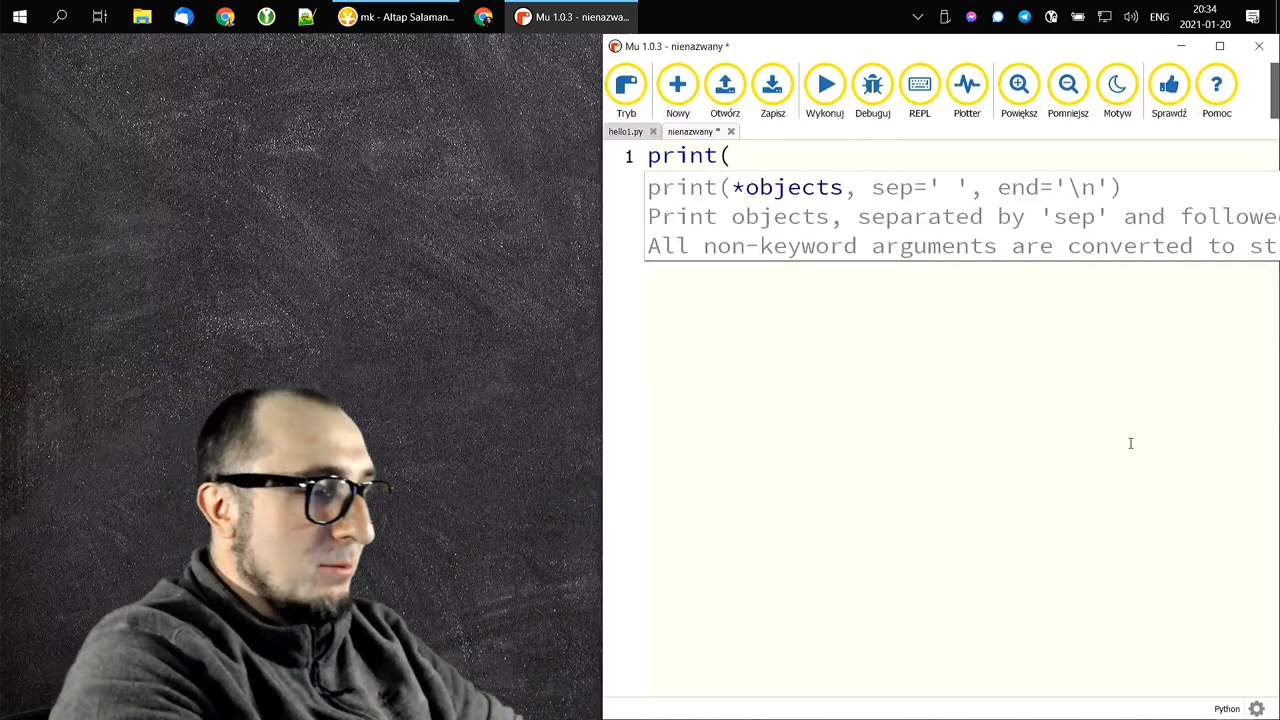 mk - Altap Salaman...
Mu 1.0.3 - nienazwa...
ENG
20:34
2021-01-20
Mu 1.0.3 - nienazwany *
Tryb
Nowy
Otwórz
Zapisz
Wykonuj
Debuguj
REPL
Plotter
Powiększ
Pomniejsz
Motyw
Sprawdź
Pomoc
hello1.py
nienazwany *
1 print(
print(*objects, sep=' ', end='\n')
Print objects, separated by 'sep' and followe
All non-keyword arguments are converted to st
Python